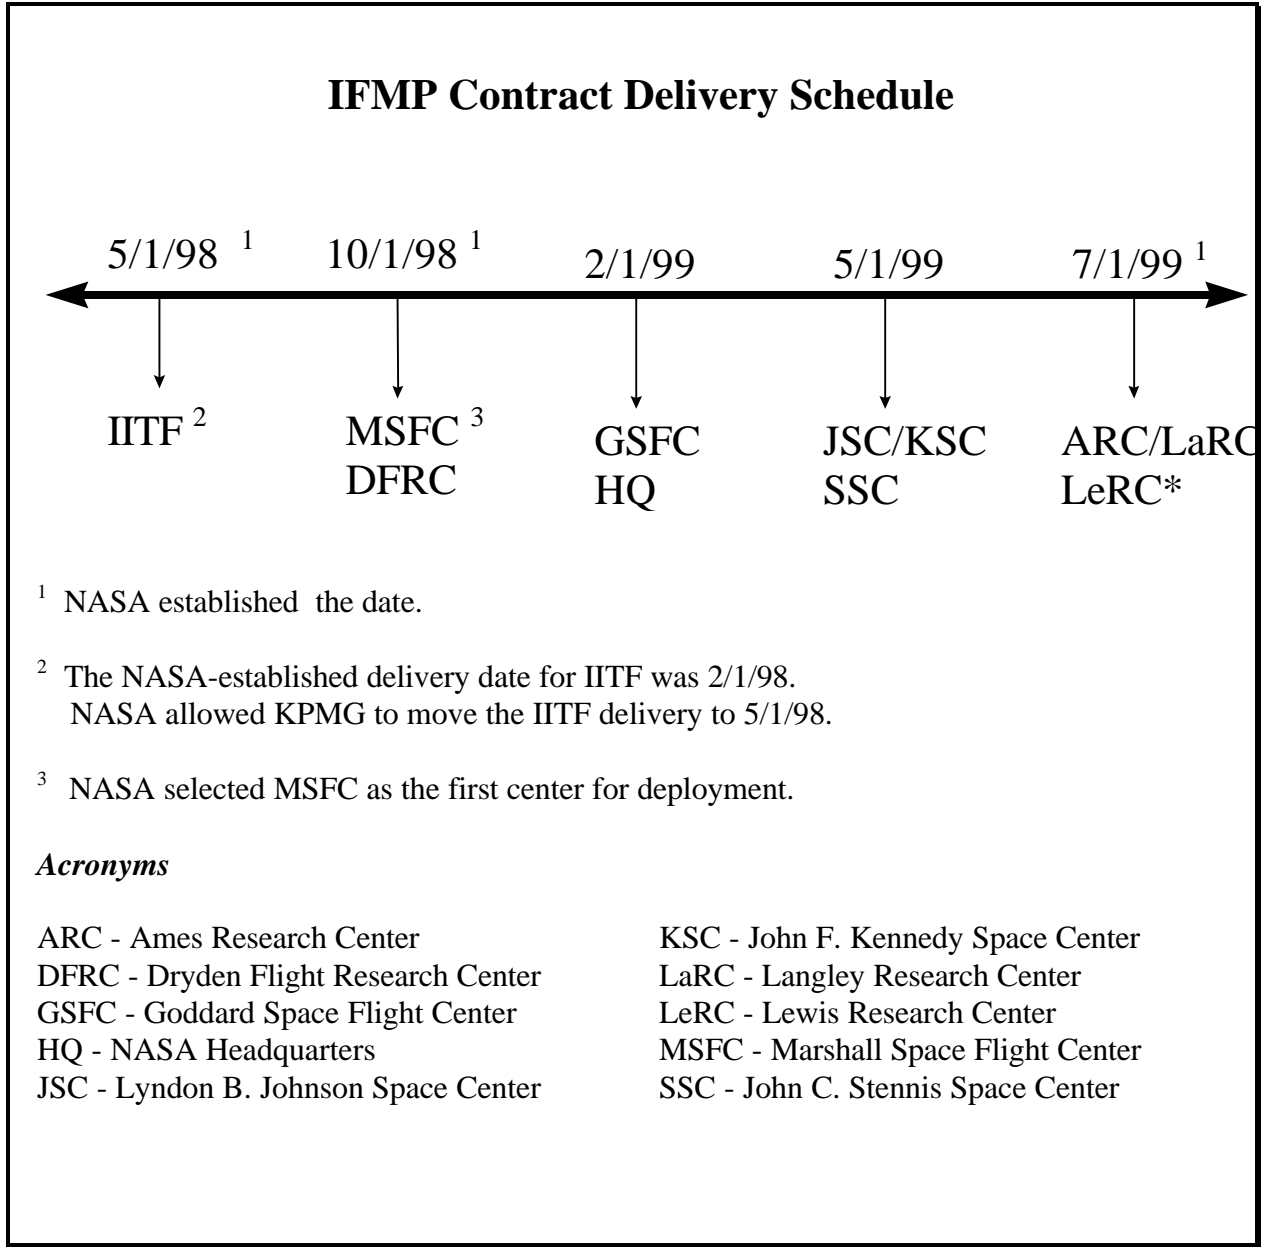 IFMP Contract Delivery Schedule
5/1/98 1 10/1/98 1 2/1/99 5/1/99 7/1/99 1
IITF 2 MSFC 3 GSFC JSC/KSC ARC/LaRC
DFRC HQ SSC LeRC*
1 NASA established the date.
2 The NASA-established delivery date for IITF was 2/1/98.
NASA allowed KPMG to move the IITF delivery to 5/1/98.
3 NASA selected MSFC as the first center for deployment.
Acronyms
ARC - Ames Research Center
DFRC - Dryden Flight Research Center
GSFC - Goddard Space Flight Center
HQ - NASA Headquarters
JSC - Lyndon B. Johnson Space Center
KSC - John F. Kennedy Space Center
LaRC - Langley Research Center
LeRC - Lewis Research Center
MSFC - Marshall Space Flight Center
SSC - John C. Stennis Space Center